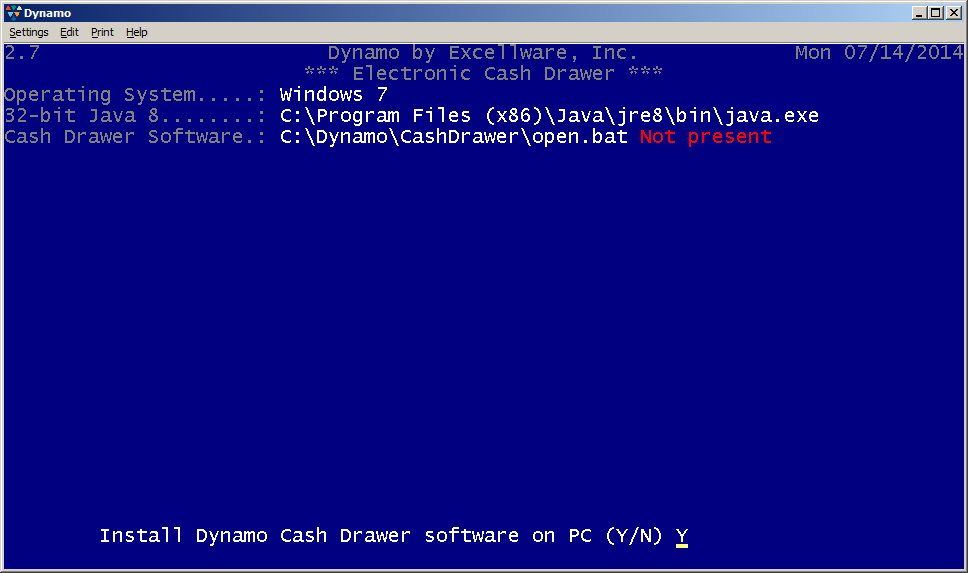 Dynamo
Settings Edit Print Help
2.7 Dynamo by Excellware, Inc. Mon 07/14/2014
*** Electronic Cash Drawer ***
Operating System.....: Windows 7
32-bit Java 8........: C:\Program Files (x86)\Java\jre8\bin\java.exe
Cash Drawer Software.: C:\Dynamo\CashDrawer\open.bat Not present
Install Dynamo Cash Drawer software on PC (Y/N) Y